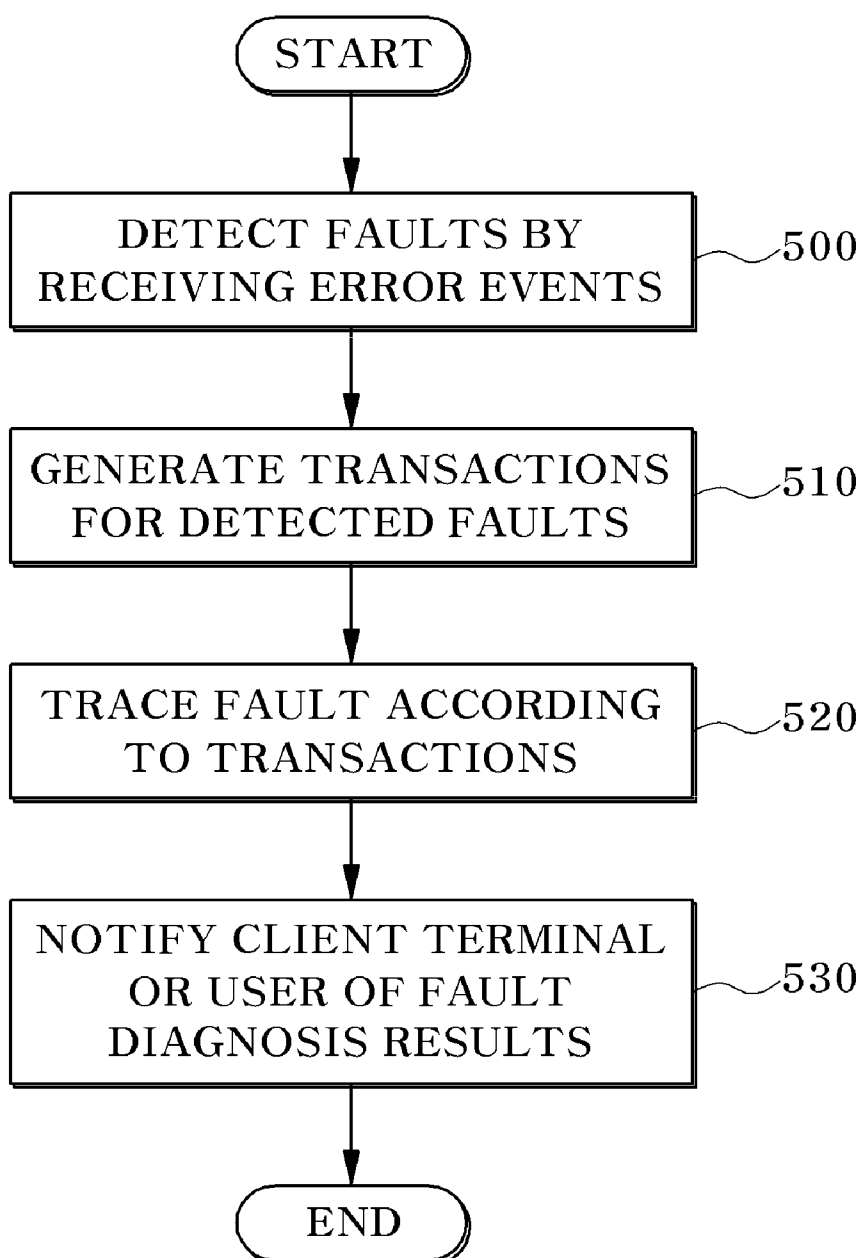 START
DETECT FAULTS BY
RECEIVING ERROR EVENTS
500
GENERATE TRANSACTIONS
FOR DETECTED FAULTS
510
TRACE FAULT ACCORDING
TO TRANSACTIONS
520
NOTIFY CLIENT TERMINAL
OR USER OF FAULT
DIAGNOSIS RESULTS
530
END